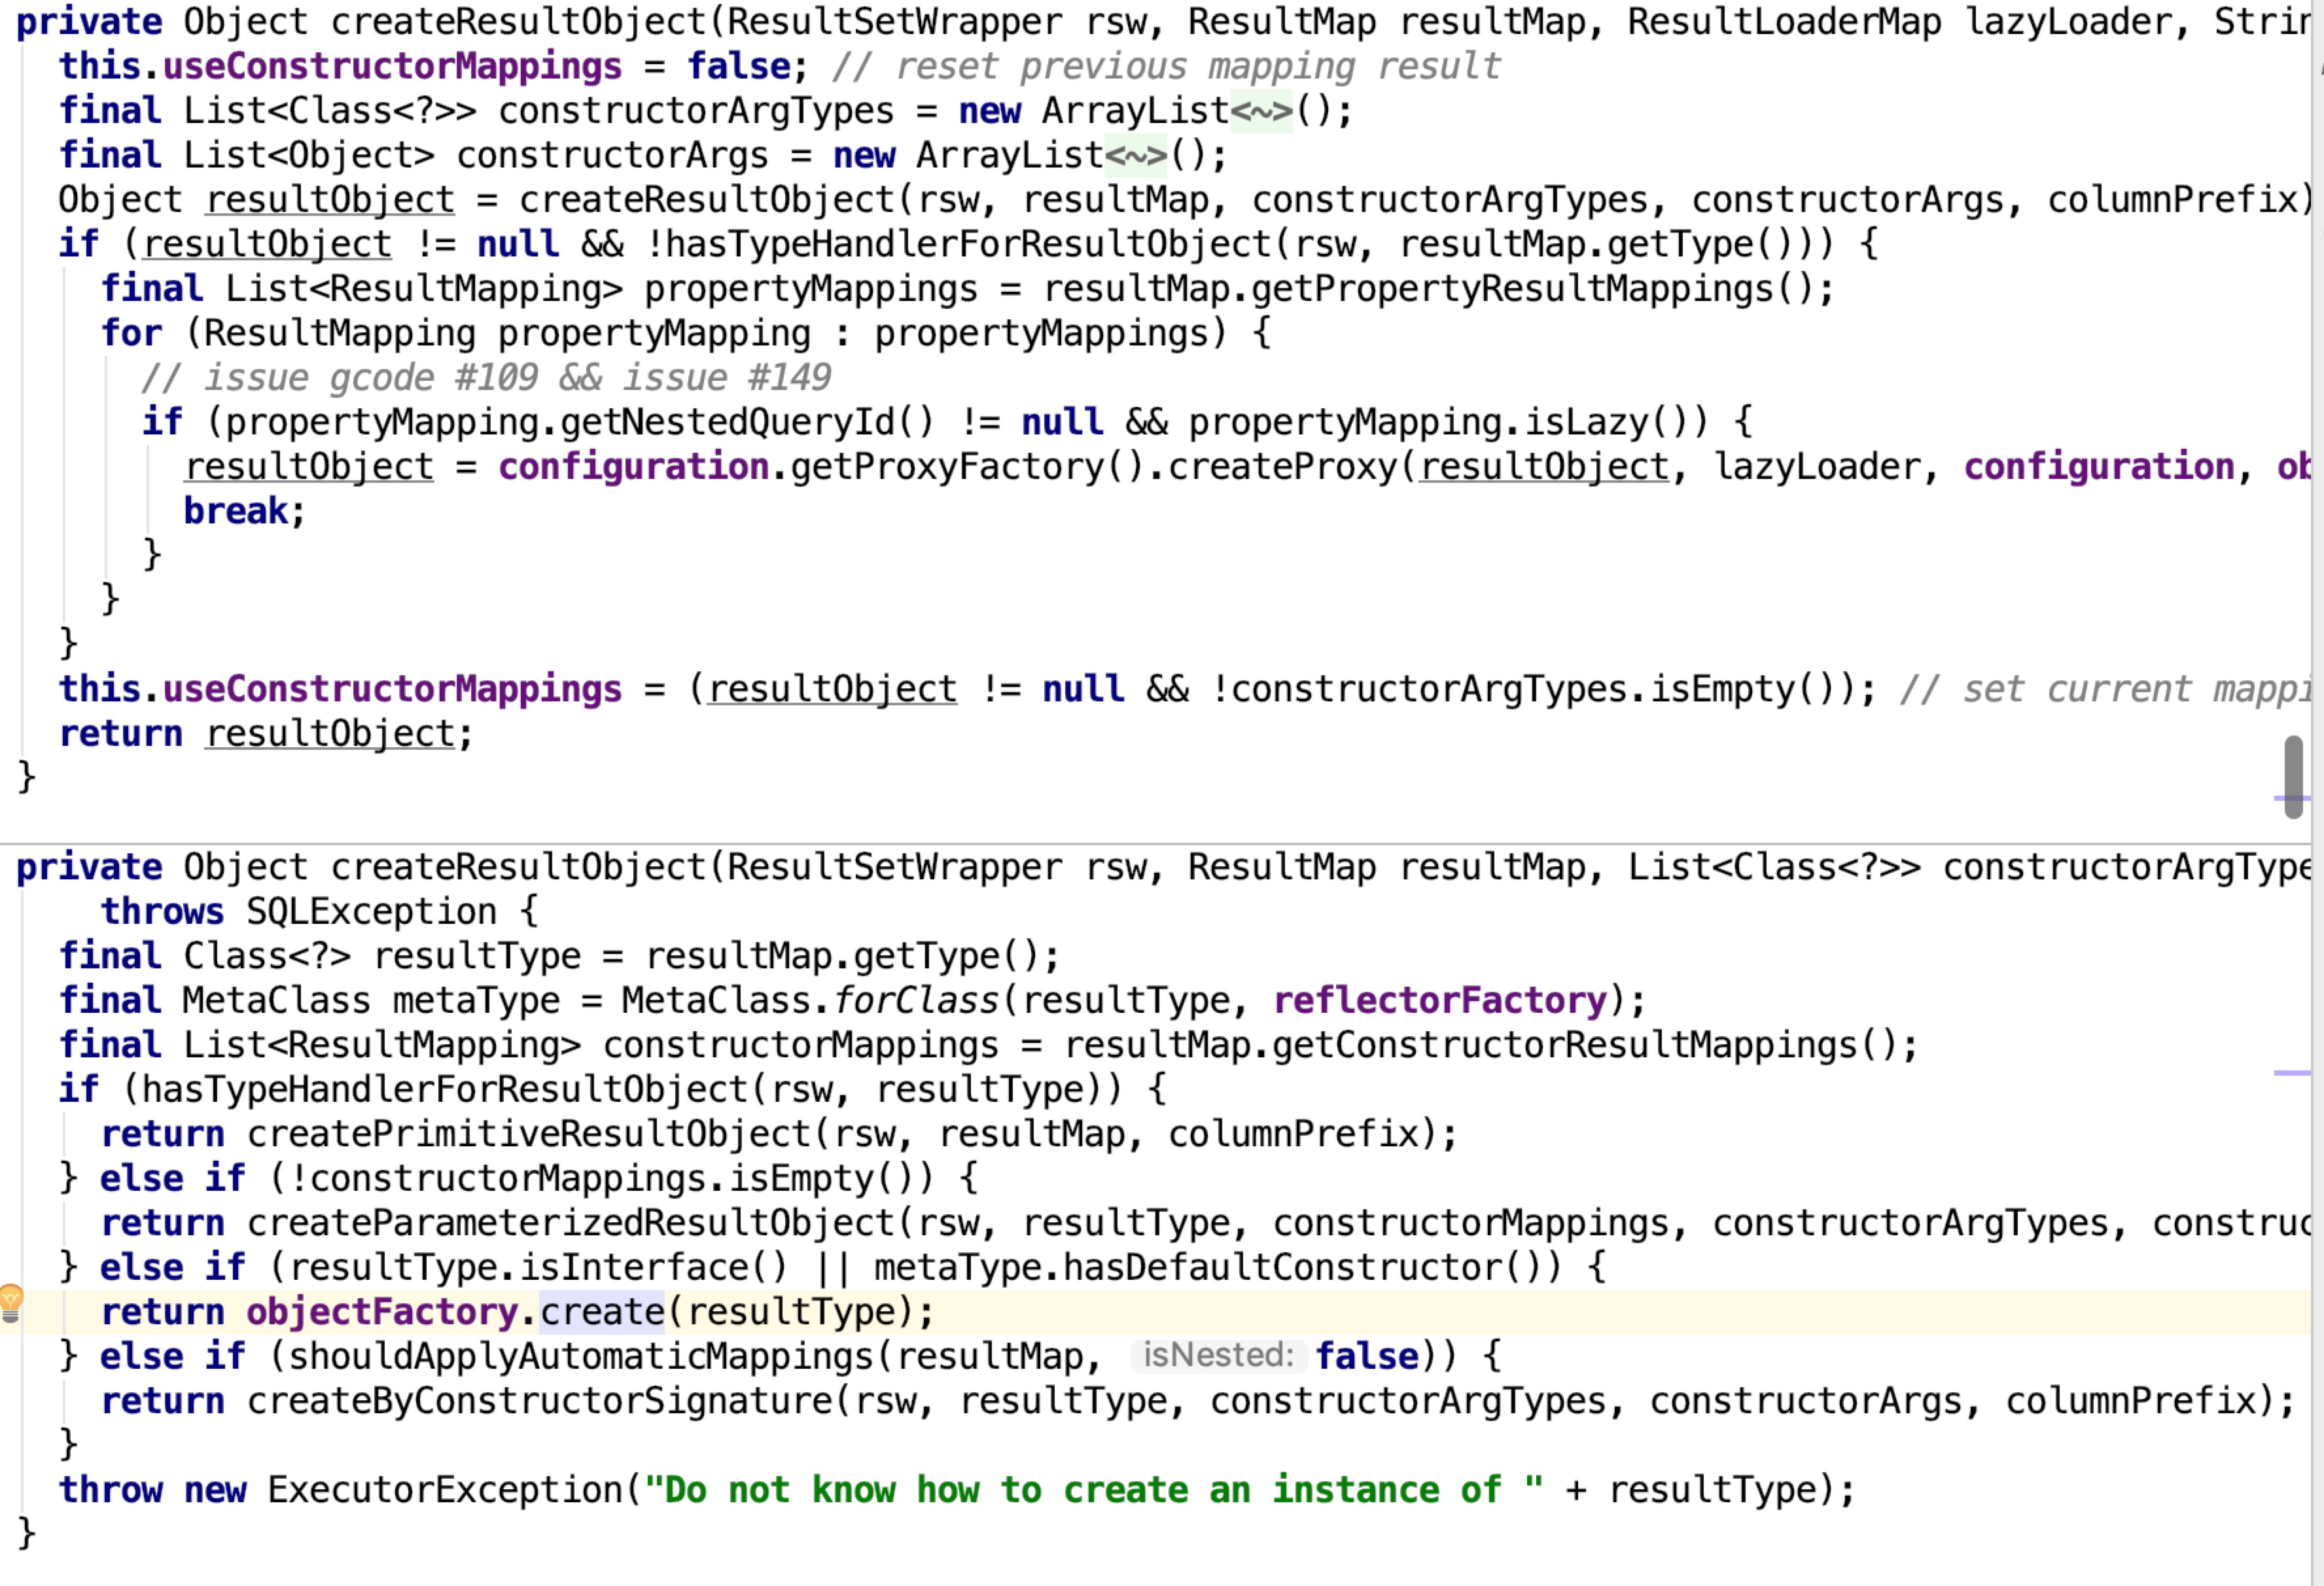 private Object createResultObject(ResultSetWrapper rsw, ResultMap resultMap, ResultLoaderMap lazyLoader,
this.useConstructorMappings = false; // reset previous mapping result
final List<Class<?>> constructorArgTypes = new ArrayList<~>();
final List<Object> constructorArgs = new ArrayList<~>();
Object resultObject = createResultObject(rsw, resultMap, constructorArgTypes, constructorArgs, columnPrefix)
if (resultObject != null && !hasTypeHandlerForResultObject(rsw, resultMap.getType())) {
final List<ResultMapping> propertyMappings = resultMap.getPropertyResultMappings();
for (ResultMapping propertyMapping : propertyMappings) {
// issue gcode #109 && issue #149
if (propertyMapping.getNestedQueryId() != null && propertyMapping.isLazy()) {
resultObject = configuration.getProxyFactory().createProxy(resultObject, lazyLoader, configuration, ob
break;
}
}
}
this.useConstructorMappings = (resultObject != null && !constructorArgTypes.isEmpty()); // set current mappi
return resultObject;
}
private Object createResultObject(ResultSetWrapper rsw, ResultMap resultMap, List<Class<?>> constructorArgType
throws SQLException {
final Class<?> resultType = resultMap.getType();
final MetaClass metaType = MetaClass.forClass(resultType, reflectorFactory);
final List<ResultMapping> constructorMappings = resultMap.getConstructorResultMappings();
if (hasTypeHandlerForResultObject(rsw, resultType)) {
return createPrimitiveResultObject(rsw, resultMap, columnPrefix);
} else if (!constructorMappings.isEmpty()) {
return createParameterizedResultObject(rsw, resultType, constructorMappings, constructorArgTypes, construc
} else if (resultType.isInterface() || metaType.hasDefaultConstructor()) {
return objectFactory.create(resultType);
} else if (shouldApplyAutomaticMappings(resultMap, isNested: false)) {
return createByConstructorSignature(rsw, resultType, constructorArgTypes, constructorArgs, columnPrefix);
}
throw new ExecutorException("Do not know how to create an instance of " + resultType);
}